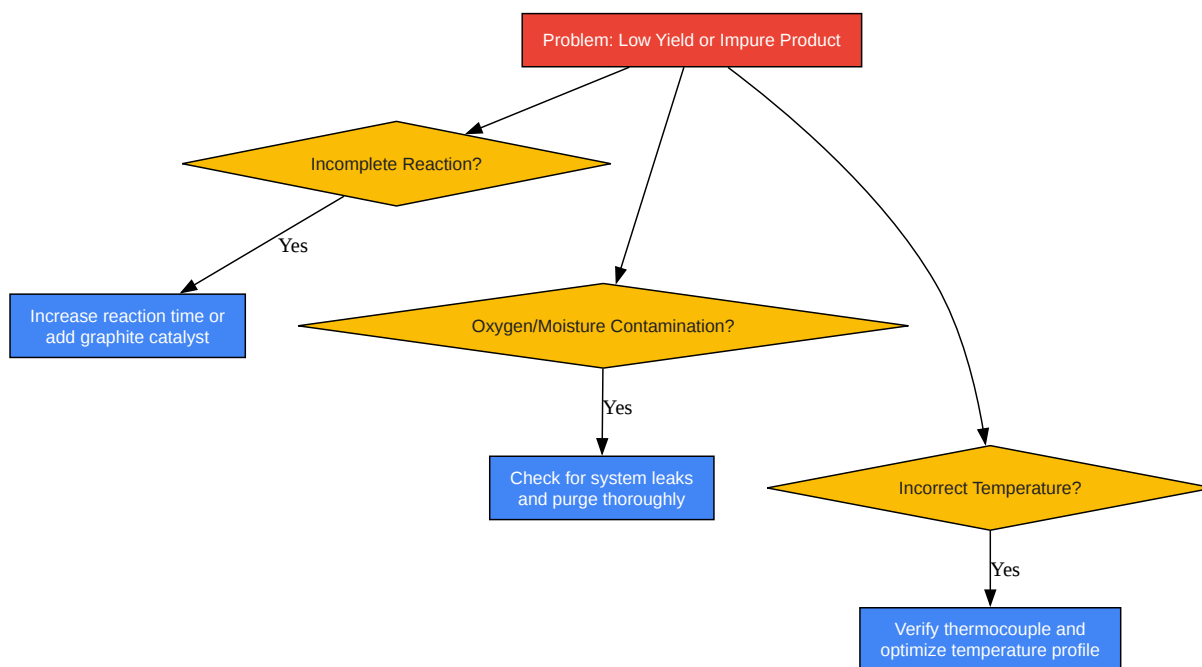 Problem: Low Yield or Impure Product
Incomplete Reaction?
Yes
Increase reaction time or
add graphite catalyst
Oxygen/Moisture Contamination?
Yes
Check for system leaks
and purge thoroughly
Incorrect Temperature?
Yes
Verify thermocouple and
optimize temperature profile